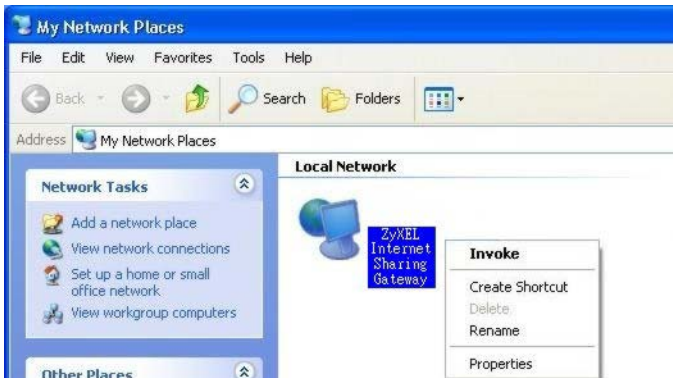 My Network Places
File Edit View Favorites Tools Help
Back Search Folders
Address My Network Places
Local Network
Network Tasks
Add a network place
View network connections
Set up a home or small
office network
View workgroup computers
Other Places
ZyXEL
Internet
Sharing
Gateway
Invoke
Create Shortcut
Delete
Rename
Properties